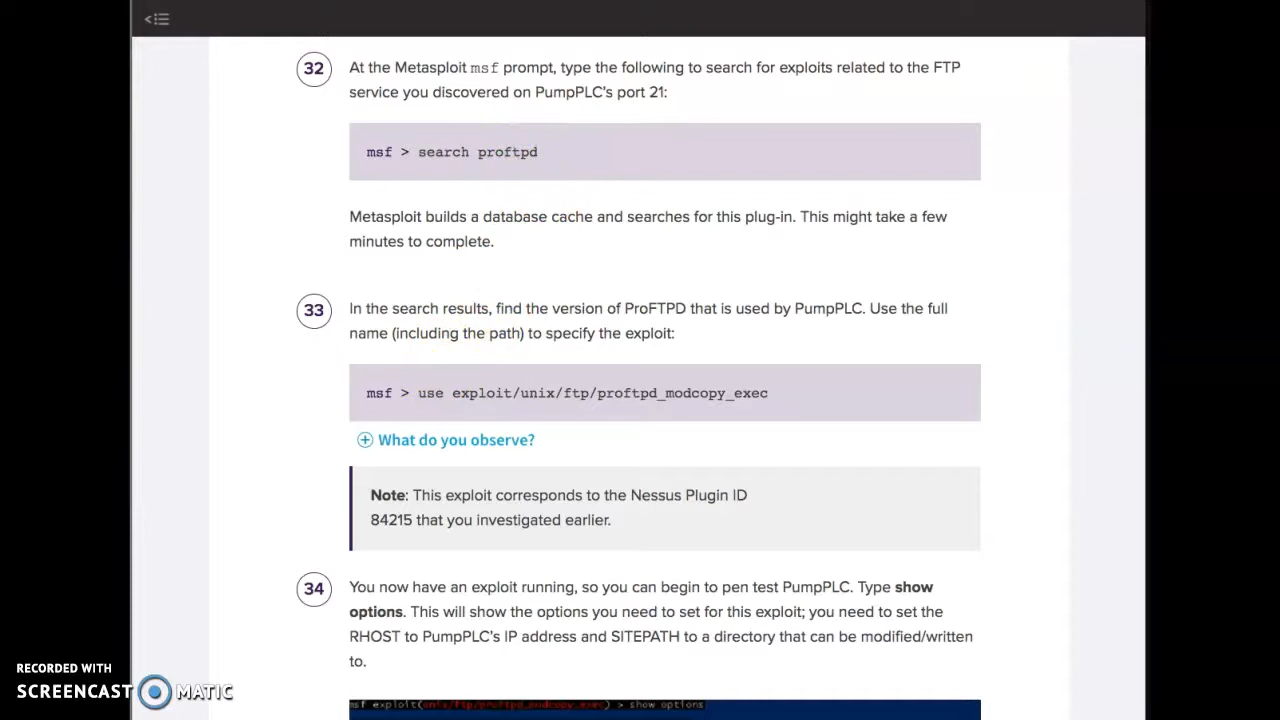 32
At the Metasploit msf prompt, type the following to search for exploits related to the FTP
service you discovered on PumpPLC's port 21:
msf > search proftpd
Metasploit builds a database cache and searches for this plug-in. This might take a few
minutes to complete.
33
In the search results, find the version of ProFTPD that is used by PumpPLC. Use the full
name (including the path) to specify the exploit:
msf > use exploit/unix/ftp/proftpd_modcopy_exec
What do you observe?
Note: This exploit corresponds to the Nessus Plugin ID
84215 that you investigated earlier.
34
You now have an exploit running, so you can begin to pen test PumpPLC. Type show
options. This will show the options you need to set for this exploit; you need to set the
RHOST to PumpPLC's IP address and SITEPATH to a directory that can be modified/written
to.
msf exploit(unix/ftp/proftpd_modcopy_exec) > show options
RECORDED WITH
SCREENCAST MATIC